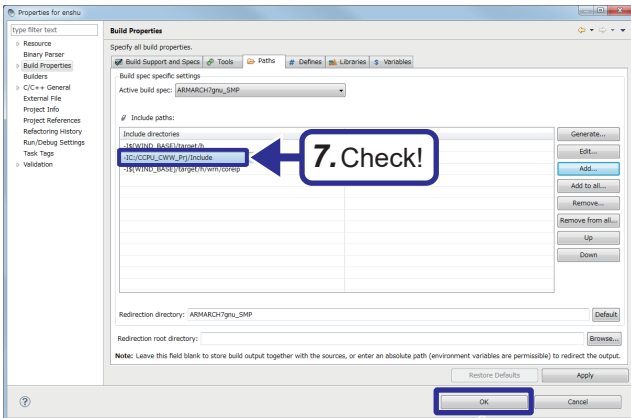 Properties for enshu
type filter text
Resource
Binary Parser
Build Properties
Builders
C/C++ General
External File
Project Info
Project References
Refactoring History
Run/Debug Settings
Task Tags
Validation
Build Properties
Specify all build properties.
Build Support and Specs
Tools
Paths
# Defines
Libraries
$ Variables
Build spec specific settings
Active build spec: ARMARCH7gnu_SMP
Include paths:
Include directories
-I$(WIND_BASE)/target/h
-IC:/CCPU_CWW_Prj/Include
-I$(WIND_BASE)/target/h/wrn/coreip
7. Check!
Generate...
Edit...
Add...
Add to all...
Remove...
Remove from all...
Up
Down
Redirection directory: ARMARCH7gnu_SMP
Default
Redirection root directory:
Browse...
Note: Leave this field blank to store build output together with the sources, or enter an absolute path (environment variables are permissible) to redirect the output.
Restore Defaults
Apply
?
OK
Cancel